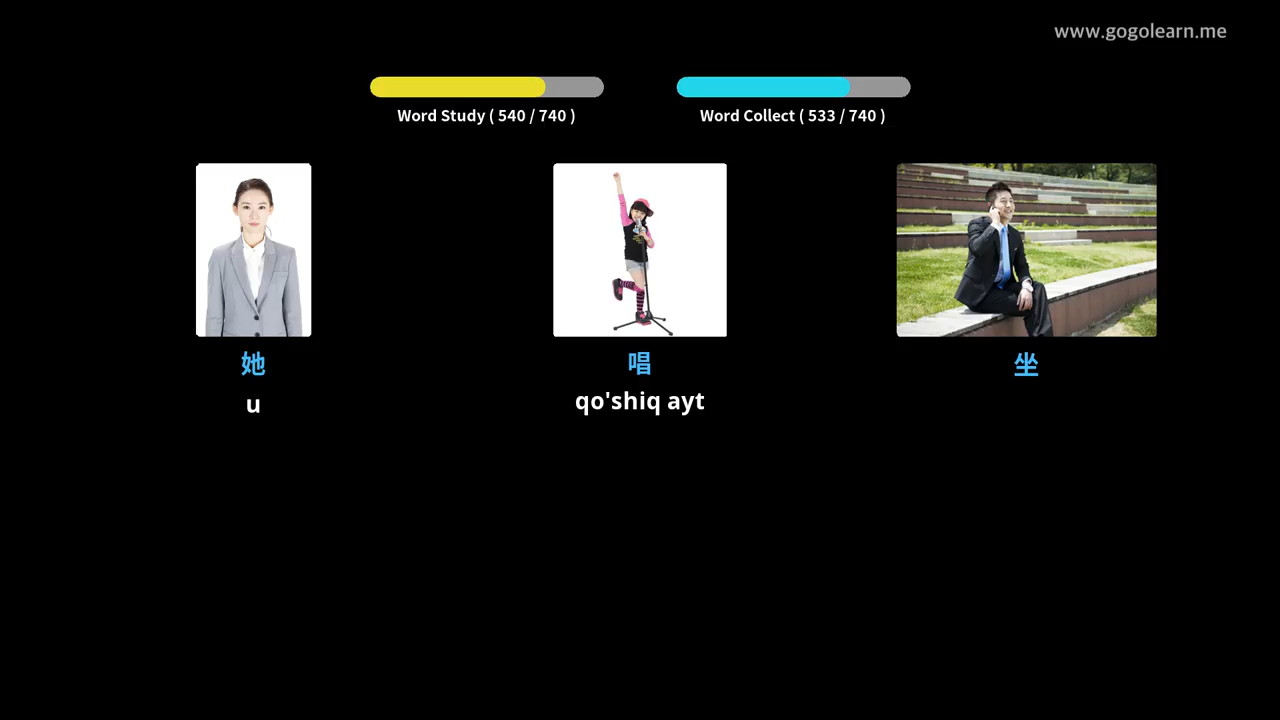 www.gogolearn.me
Word Study ( 540 / 740 )
Word Collect ( 533 / 740 )
她
唱
坐
u
qo'shiq ayt